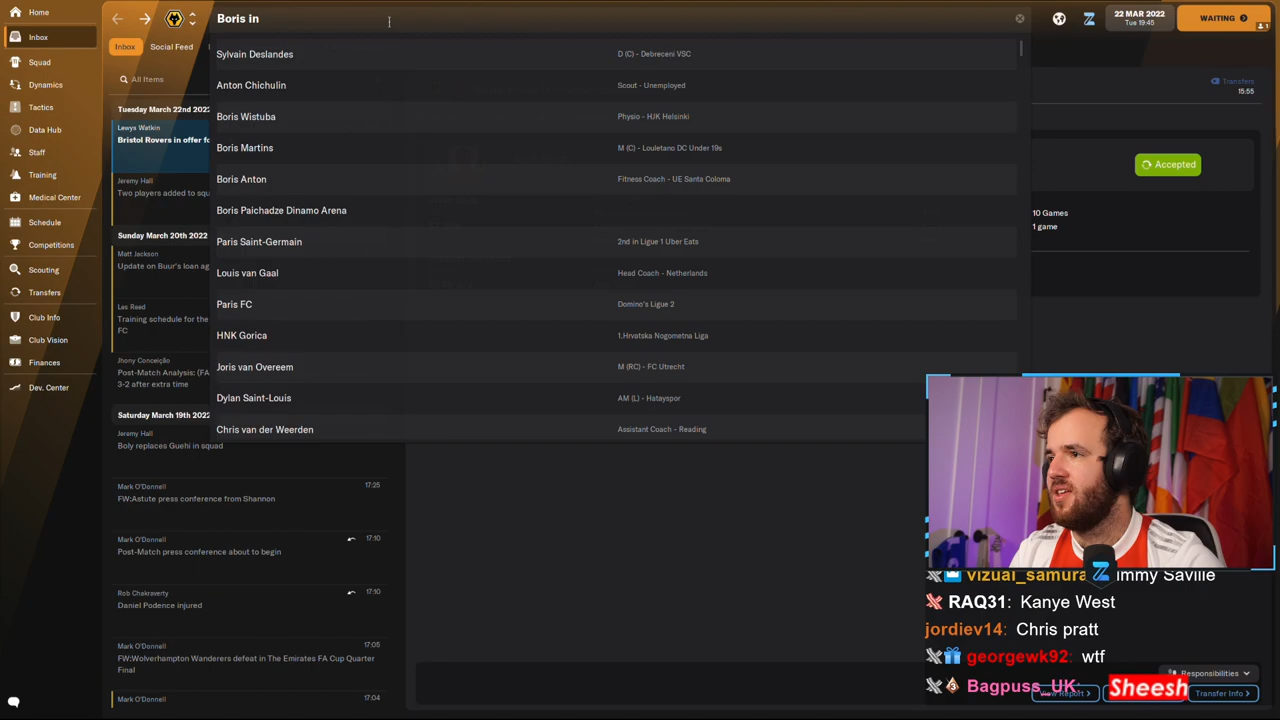 Home
Boris in
22 MAR 2022
Tue 19:45
WAITING
1
Inbox
Inbox
Social Feed
Squad
Dynamics
Tactics
Data Hub
Staff
Training
Medical Center
Schedule
Competitions
Scouting
Transfers
Club Info
Club Vision
Finances
Dev. Center
All Items
Tuesday March 22nd 2022
Lewys Watkin
Bristol Rovers in offer fo
Jeremy Hall
Two players added to squ
Sunday March 20th 2022
Matt Jackson
Update on Buur's loan ag
Les Reed
Training schedule for the
FC
Jhony Conceição
Post-Match Analysis: (FA
3-2 after extra time
Saturday March 19th 2022
Jeremy Hall
Boly replaces Guehi in squad
Mark O'Donnell
17:25
FW:Astute press conference from Shannon
Mark O'Donnell
17:10
Post-Match press conference about to begin
Rob Chakraverty
17:10
Daniel Podence injured
Mark O'Donnell
17:05
FW:Wolverhampton Wanderers defeat in The Emirates FA Cup Quarter
Final
Mark O'Donnell
17:04
Sylvain Deslandes
D (C) - Debreceni VSC
Anton Chichulin
Scout - Unemployed
Boris Wistuba
Physio - HJK Helsinki
Boris Martins
M (C) - Louletano DC Under 19s
Boris Anton
Fitness Coach - UE Santa Coloma
Boris Paichadze Dinamo Arena
Paris Saint-Germain
2nd in Ligue 1 Uber Eats
Louis van Gaal
Head Coach - Netherlands
Paris FC
Domino's Ligue 2
HNK Gorica
1.Hrvatska Nogometna Liga
Joris van Overeem
M (RC) - FC Utrecht
Dylan Saint-Louis
AM (L) - Hatayspor
Chris van der Weerden
Assistant Coach - Reading
Transfers
15:55
Accepted
10 Games
1 game
vizual_samura immy Saville
RAQ31: Kanye West
jordiev14: Chris pratt
georgewk92: wtf
Bagpuss_UK: Sheesh
Responsibilities
View Report
Transfer Info